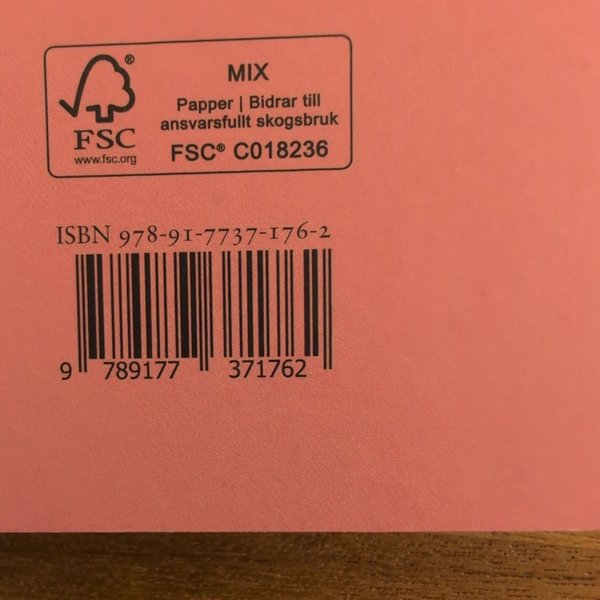 FSC®
www.fsc.org
MIX
Papper | Bidrar till
ansvarsfullt skogsbruk
FSC® C018236
ISBN 978-91-7737-176-2
9 789177 371762